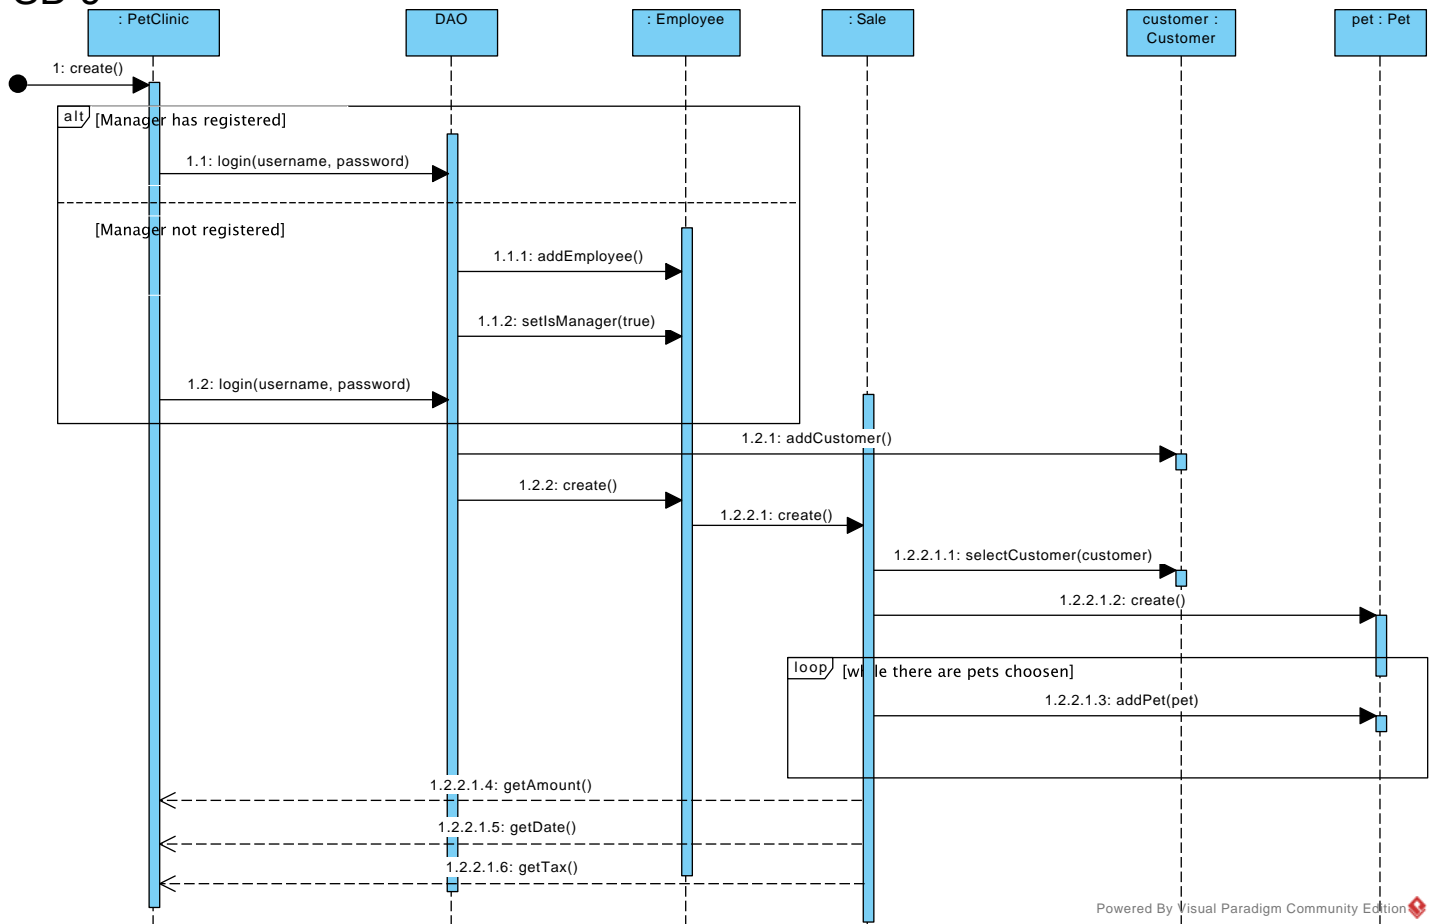 : PetClinic
DAO
: Employee
: Sale
customer :
Customer
pet : Pet
1: create()
alt
[Manager has registered]
1.1: login(username, password)
[Manager not registered]
1.1.1: addEmployee()
1.1.2: setIsManager(true)
1.2: login(username, password)
1.2.1: addCustomer()
1.2.2: create()
1.2.2.1: create()
1.2.2.1.1: selectCustomer(customer)
1.2.2.1.2: create()
loop
[while there are pets choosen]
1.2.2.1.3: addPet(pet)
1.2.2.1.4: getAmount()
1.2.2.1.5: getDate()
1.2.2.1.6: getTax()
Powered By Visual Paradigm Community Edition